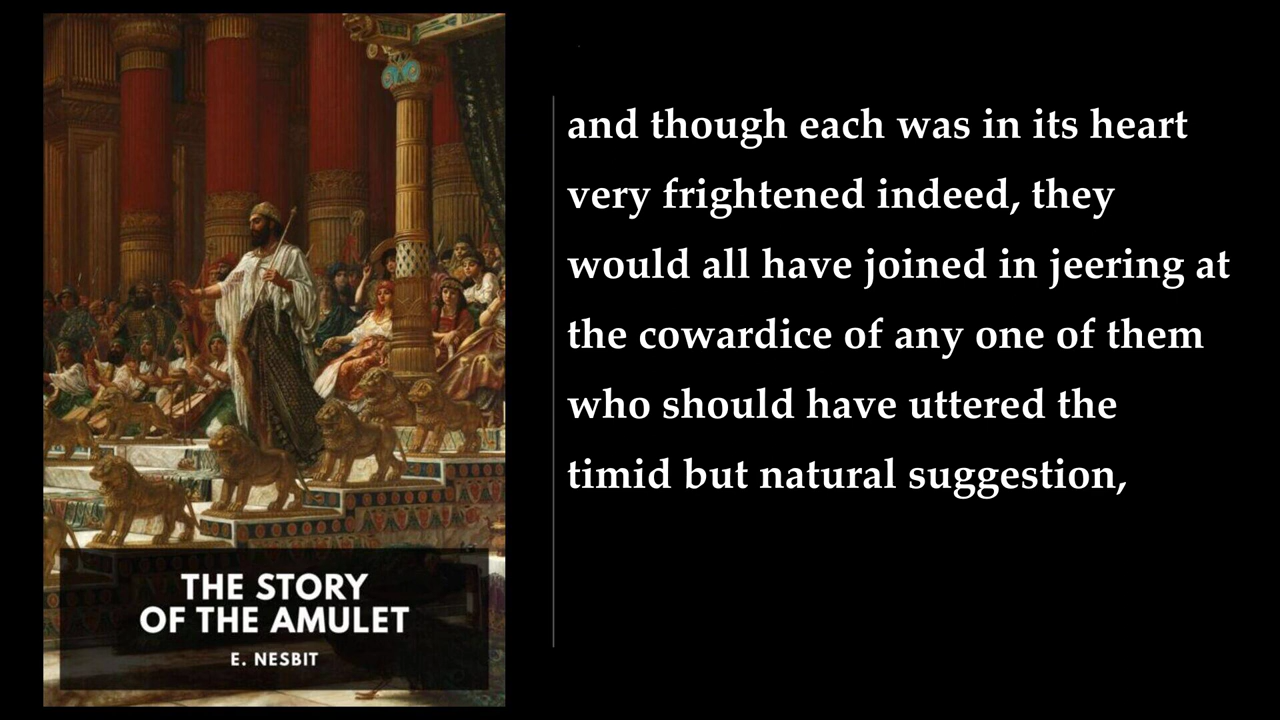 THE STORY
OF THE AMULET
E. NESBIT
and though each was in its heart
very frightened indeed, they
would all have joined in jeering at
the cowardice of any one of them
who should have uttered the
timid but natural suggestion,